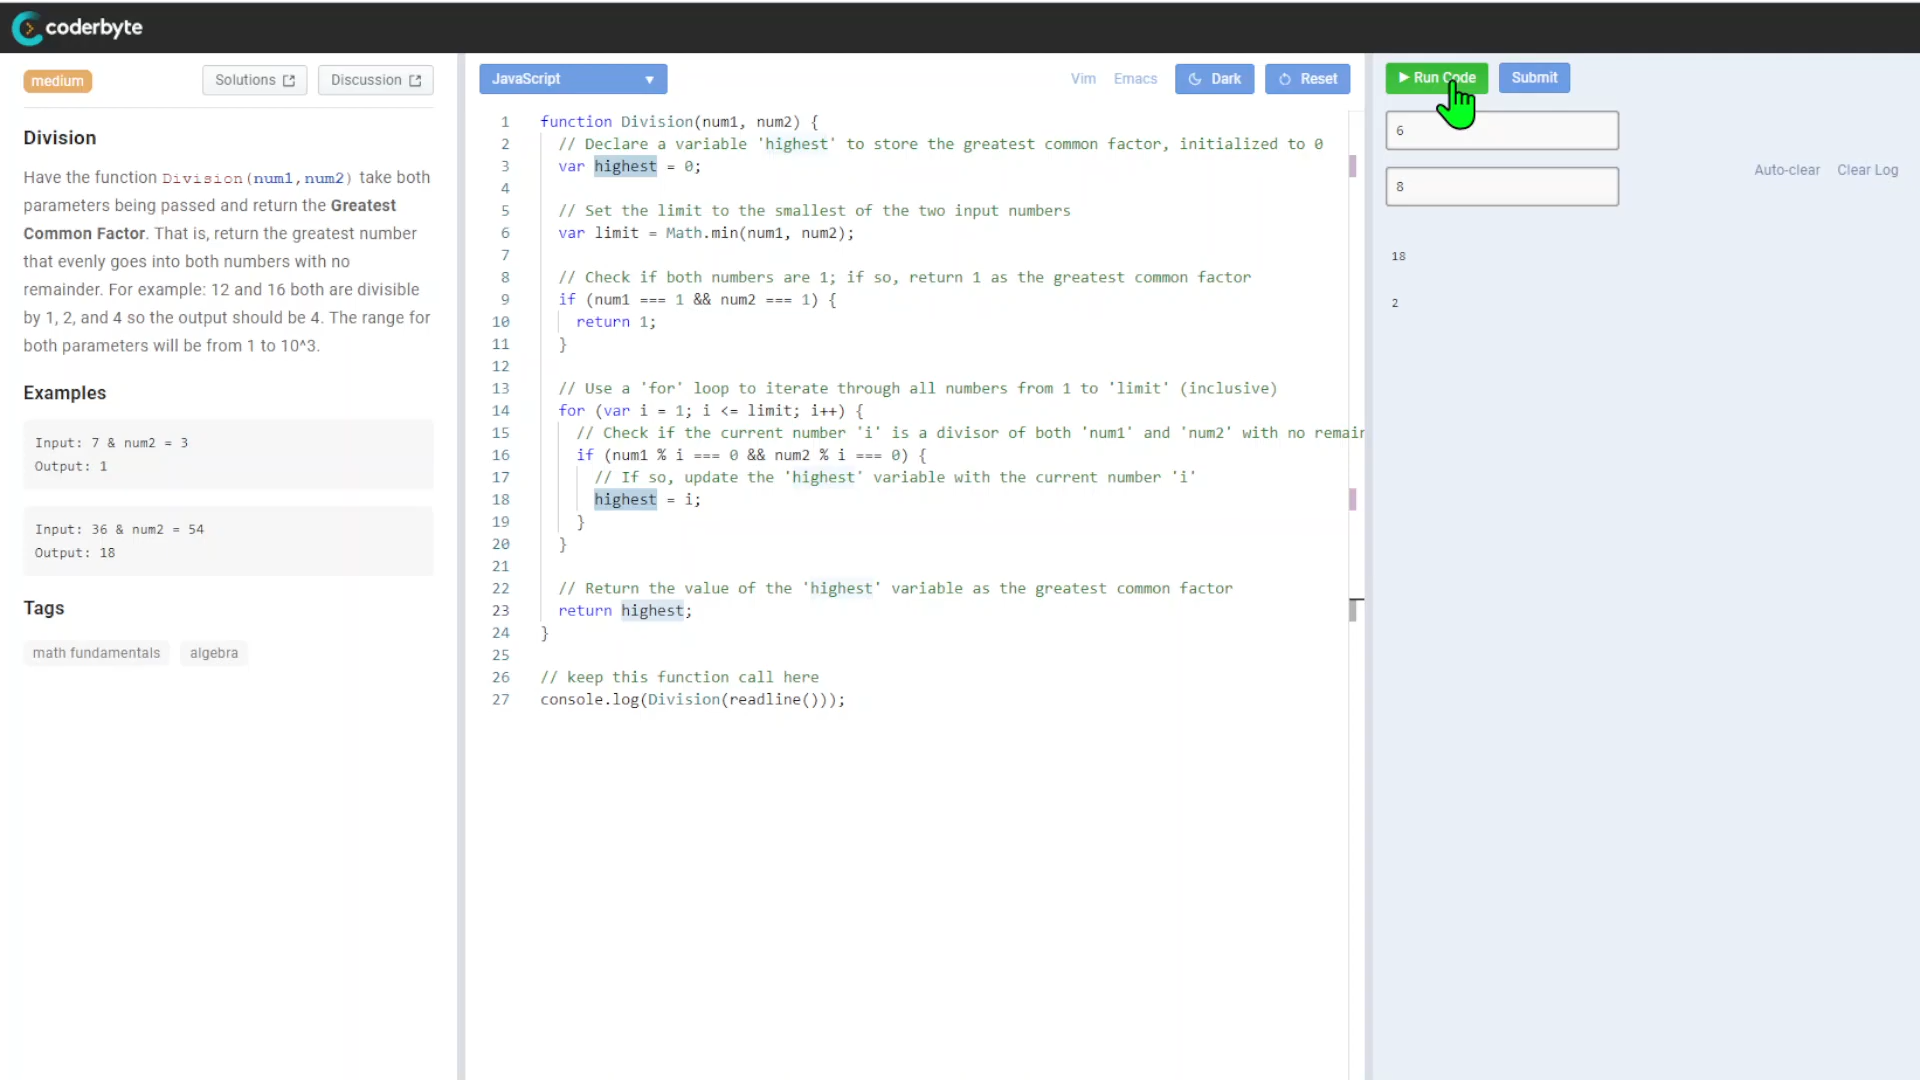 coderbyte
medium
Solutions
Discussion
Division
Have the function Division(num1,num2) take both
parameters being passed and return the Greatest
Common Factor. That is, return the greatest number
that evenly goes into both numbers with no
remainder. For example: 12 and 16 both are divisible
by 1, 2, and 4 so the output should be 4. The range for
both parameters will be from 1 to 10^3.
Examples
Input: 7 & num2 = 3
Output: 1
Input: 36 & num2 = 54
Output: 18
Tags
math fundamentals
algebra
JavaScript
Vim
Emacs
Dark
Reset
1 function Division(num1, num2) {
2 // Declare a variable 'highest' to store the greatest common factor, initialized to 0
3 var highest = 0;
4
5 // Set the limit to the smallest of the two input numbers
6 var limit = Math.min(num1, num2);
7
8 // Check if both numbers are 1; if so, return 1 as the greatest common factor
9 if (num1 === 1 && num2 === 1) {
10 return 1;
11 }
12
13 // Use a 'for' loop to iterate through all numbers from 1 to 'limit' (inclusive)
14 for (var i = 1; i <= limit; i++) {
15 // Check if the current number 'i' is a divisor of both 'num1' and 'num2' with no remain
16 if (num1 % i === 0 && num2 % i === 0) {
17 // If so, update the 'highest' variable with the current number 'i'
18 highest = i;
19 }
20 }
21
22 // Return the value of the 'highest' variable as the greatest common factor
23 return highest;
24 }
25
26 // keep this function call here
27 console.log(Division(readline()));
Run Code
Submit
6
8
Auto-clear
Clear Log
18
2